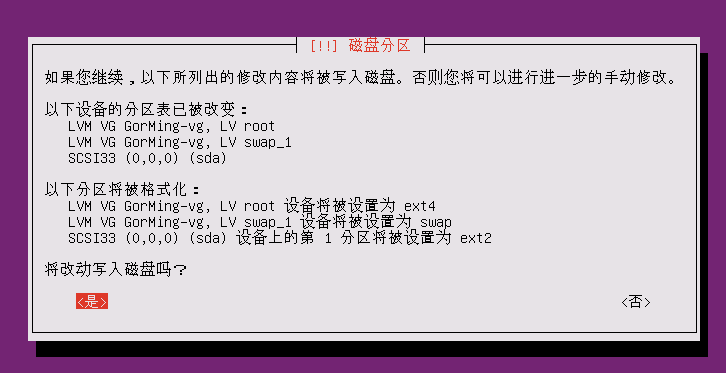 [!!] 磁盘分区
如果您继续，以下所列出的修改内容将被写入磁盘。否则您将可以进行进一步的手动修改。
以下设备的分区表已被改变：
LVM VG GorMing-vg, LV root
LVM VG GorMing-vg, LV swap_1
SCSI33 (0,0,0) (sda)
以下分区将被格式化：
LVM VG GorMing-vg, LV root 设备将被设置为 ext4
LVM VG GorMing-vg, LV swap_1 设备将被设置为 swap
SCSI33 (0,0,0) (sda) 设备上的第 1 分区将被设置为 ext2
将改动写入磁盘吗？
<是> <否>